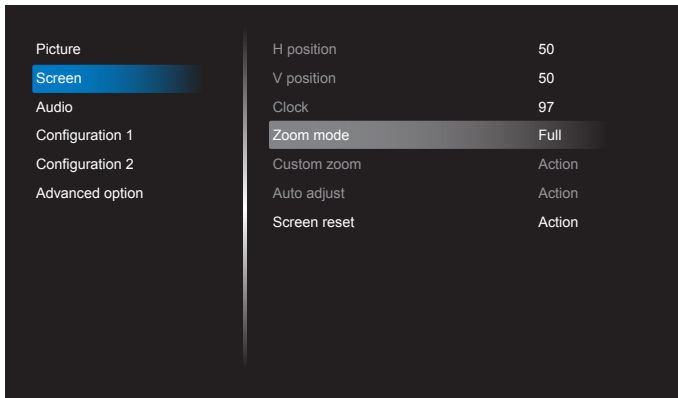 Picture
Screen
Audio
Configuration 1
Configuration 2
Advanced option
H position 50
V position 50
Clock 97
Zoom mode Full
Custom zoom Action
Auto adjust Action
Screen reset Action